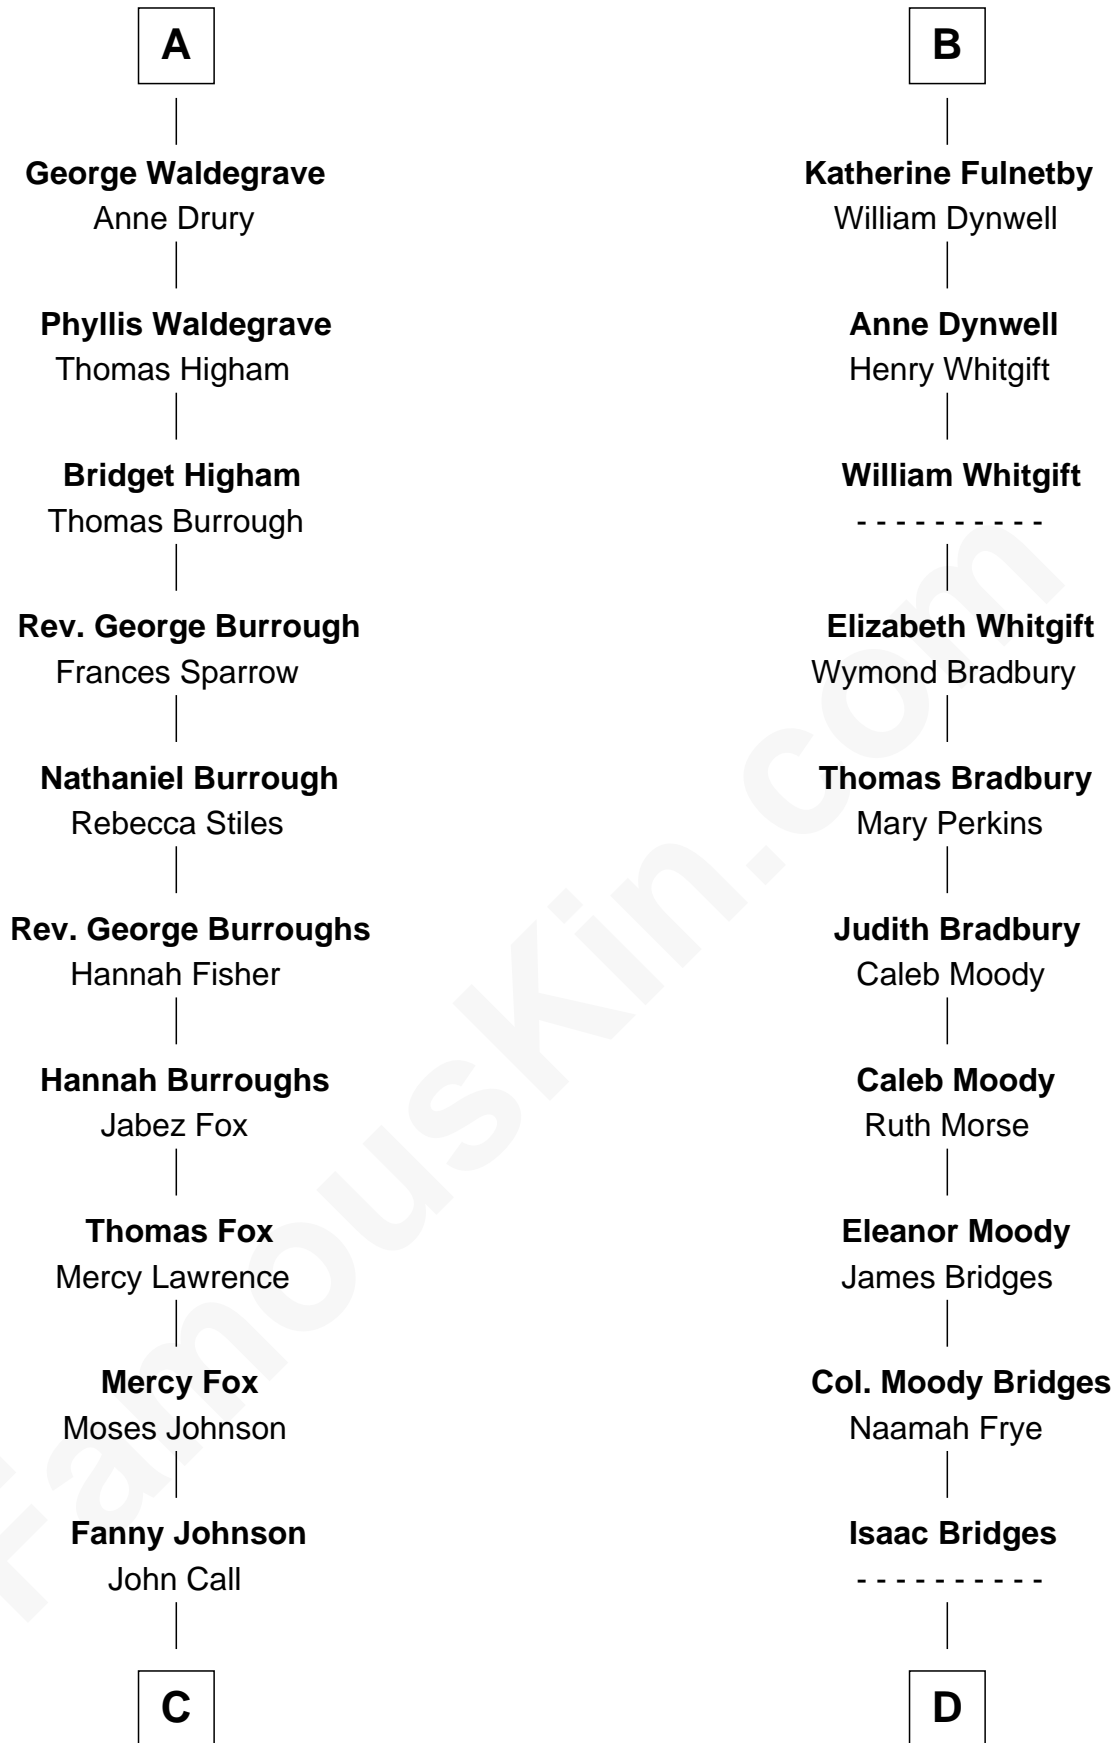 A
George Waldegrave
Anne Drury
Phyllis Waldegrave
Thomas Higham
Bridget Higham
Thomas Burrough
Rev. George Burrough
Frances Sparrow
Nathaniel Burrough
Rebecca Stiles
Rev. George Burroughs
Hannah Fisher
Hannah Burroughs
Jabez Fox
Thomas Fox
Mercy Lawrence
Mercy Fox
Moses Johnson
Fanny Johnson
John Call
C
B
Katherine Fulnetby
William Dynwell
Anne Dynwell
Henry Whitgift
William Whitgift
- - - - - - - - - -
Elizabeth Whitgift
Wymond Bradbury
Thomas Bradbury
Mary Perkins
Judith Bradbury
Caleb Moody
Caleb Moody
Ruth Morse
Eleanor Moody
James Bridges
Col. Moody Bridges
Naamah Frye
Isaac Bridges
- - - - - - - - - -
D
FamousKin.com